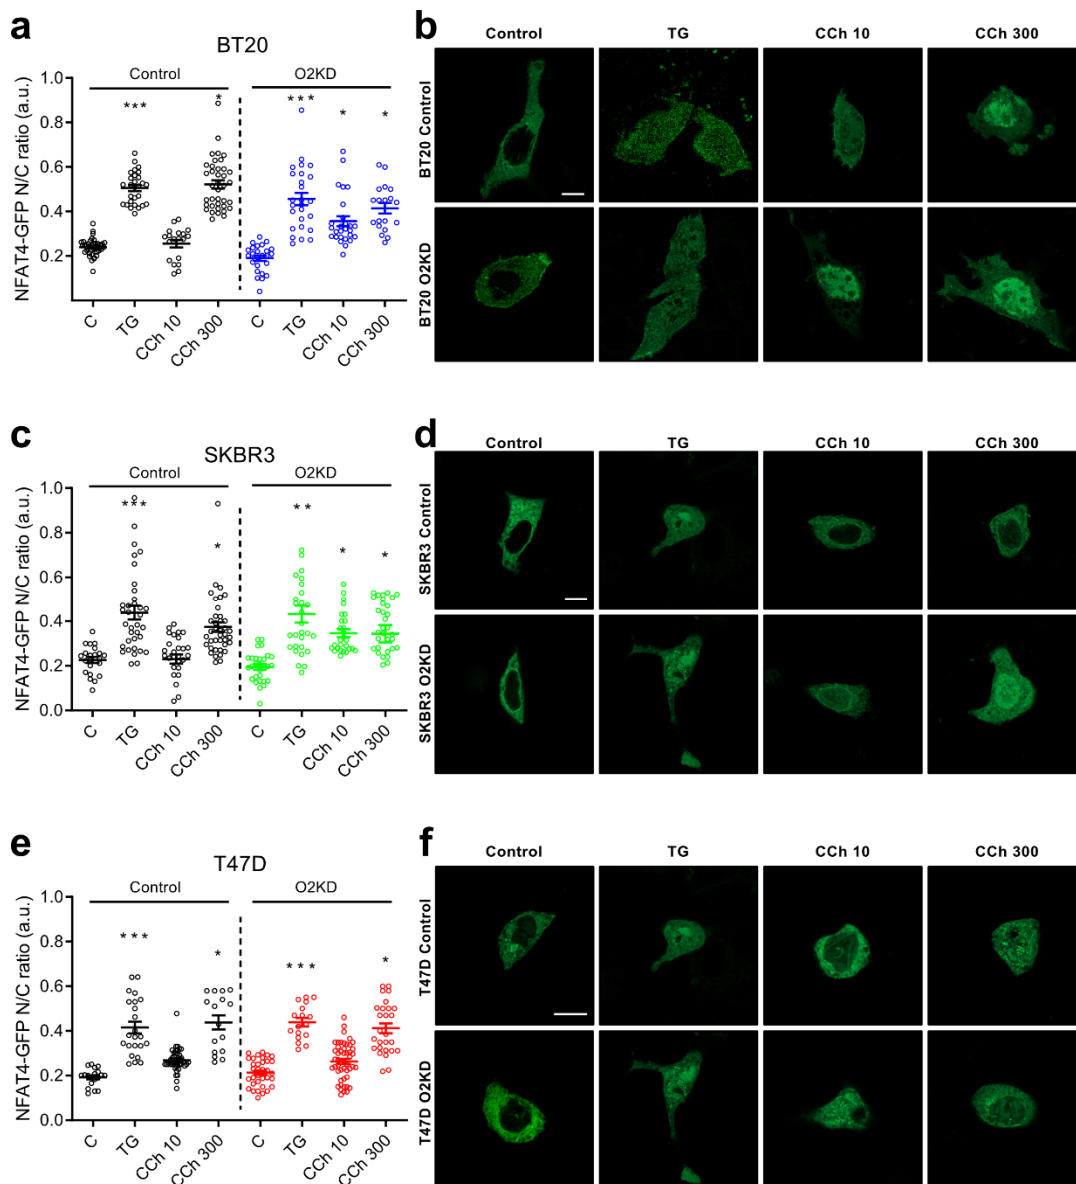 a
BT20
Control O2KD
NFAT4-GFP N/C ratio (a.u.)
1.0
0.8
0.6
0.4
0.2
*** * *** * *
C TG CCh 10 CCh 300 C TG CCh 10 CCh 300
b
Control TG CCh 10 CCh 300
BT20 Control
BT20 O2KD
c
SKBR3
Control O2KD
NFAT4-GFP N/C ratio (a.u.)
1.0
0.8
0.6
0.4
0.2
0.0
*** * ** * *
C TG CCh 10 CCh 300 C TG CCh 10 CCh 300
d
Control TG CCh 10 CCh 300
SKBR3 Control
SKBR3 O2KD
e
T47D
Control O2KD
NFAT4-GFP N/C ratio (a.u.)
1.0
0.8
0.6
0.4
0.2
0.0
*** * *** *
C TG CCh 10 CCh 300 C TG CCh 10 CCh 300
f
Control TG CCh 10 CCh 300
T47D Control
T47D O2KD